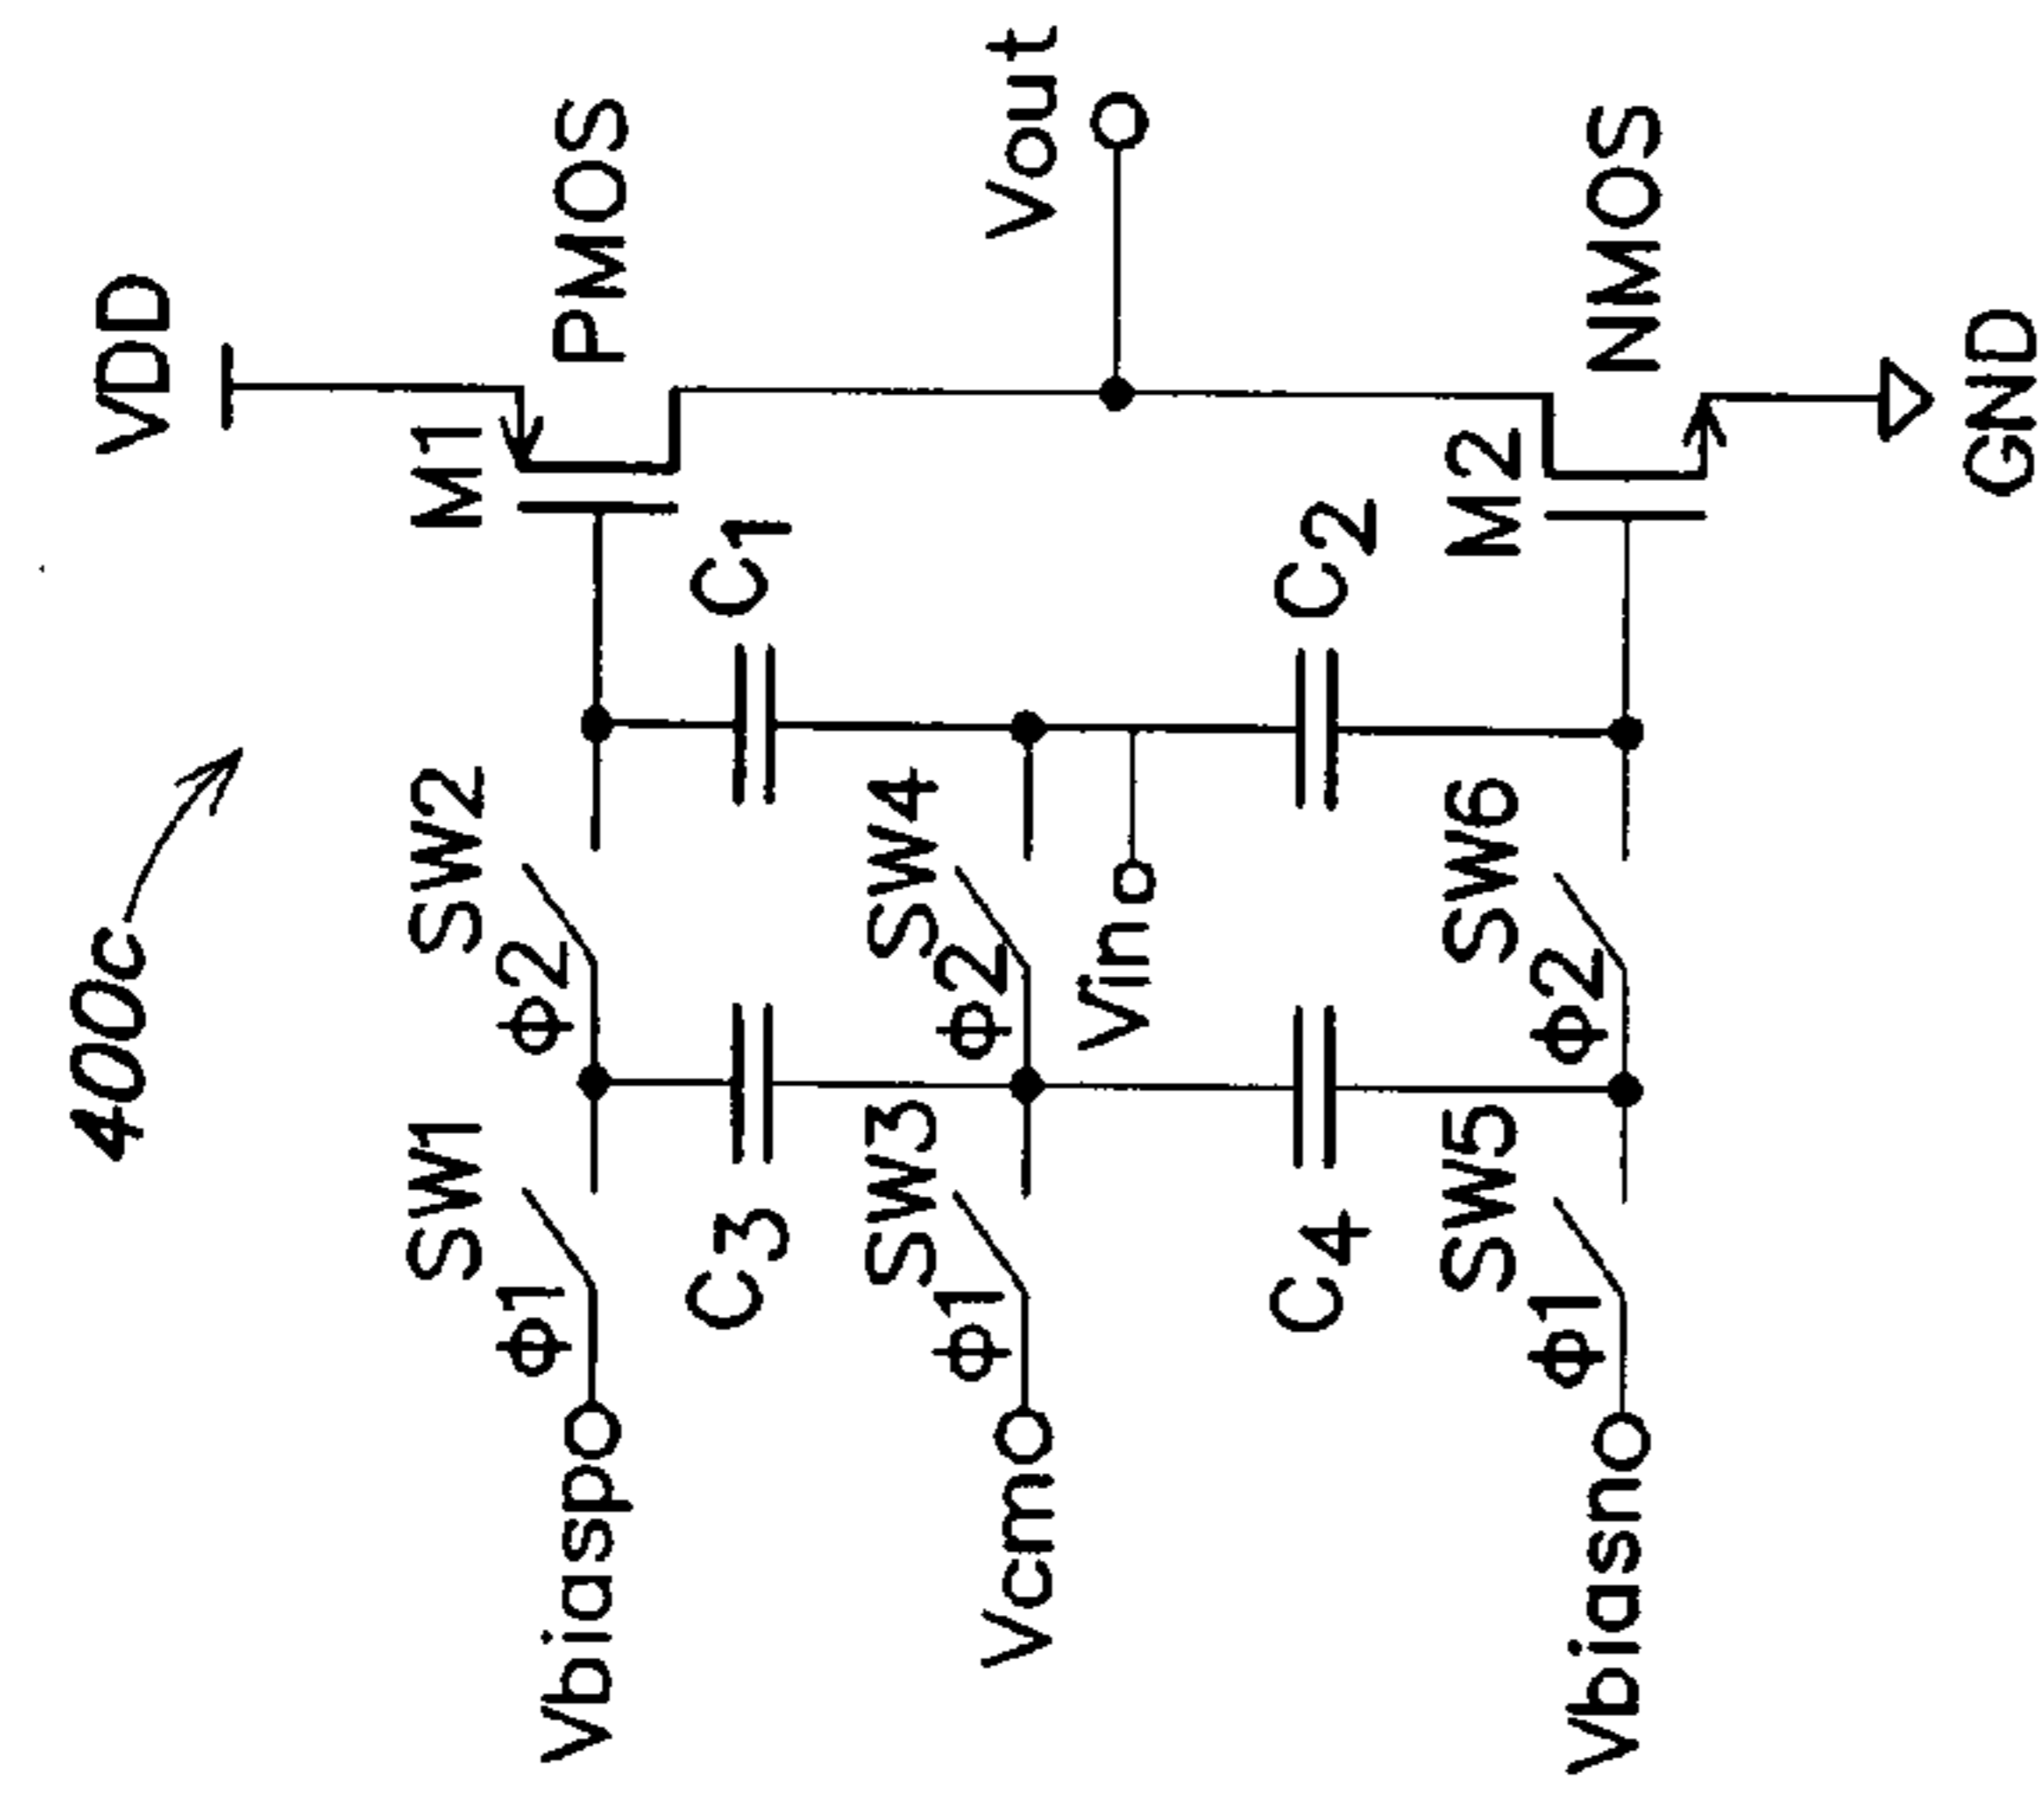 400c
VDD
M1
PMOS
SW1
SW2
Φ1
Φ2
Vbiasp
C3
C1
SW3
SW4
Φ1
Φ2
Vcm
Vin
Vout
C4
C2
SW5
SW6
M2
Φ1
Φ2
Vbiasn
NMOS
GND